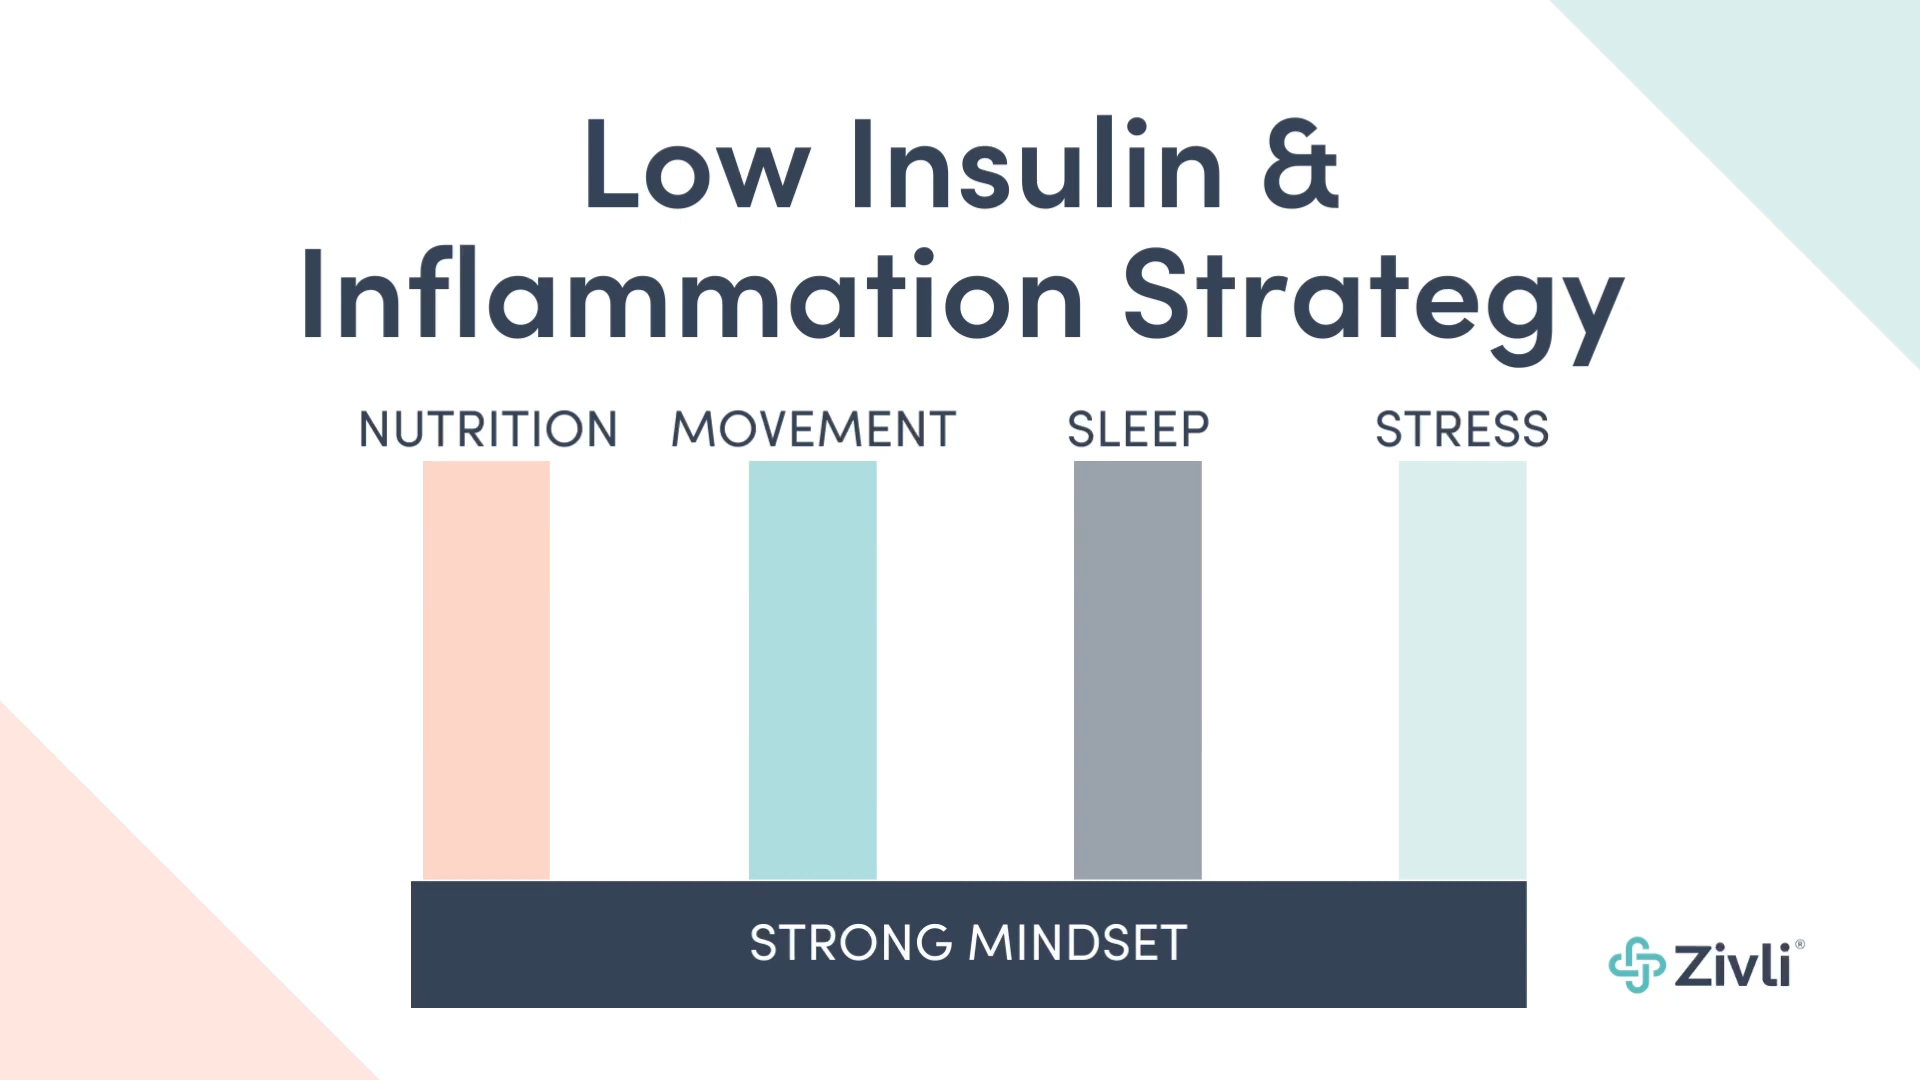 Low Insulin &
Inflammation Strategy
NUTRITION MOVEMENT SLEEP STRESS
STRONG MINDSET
Zivli®